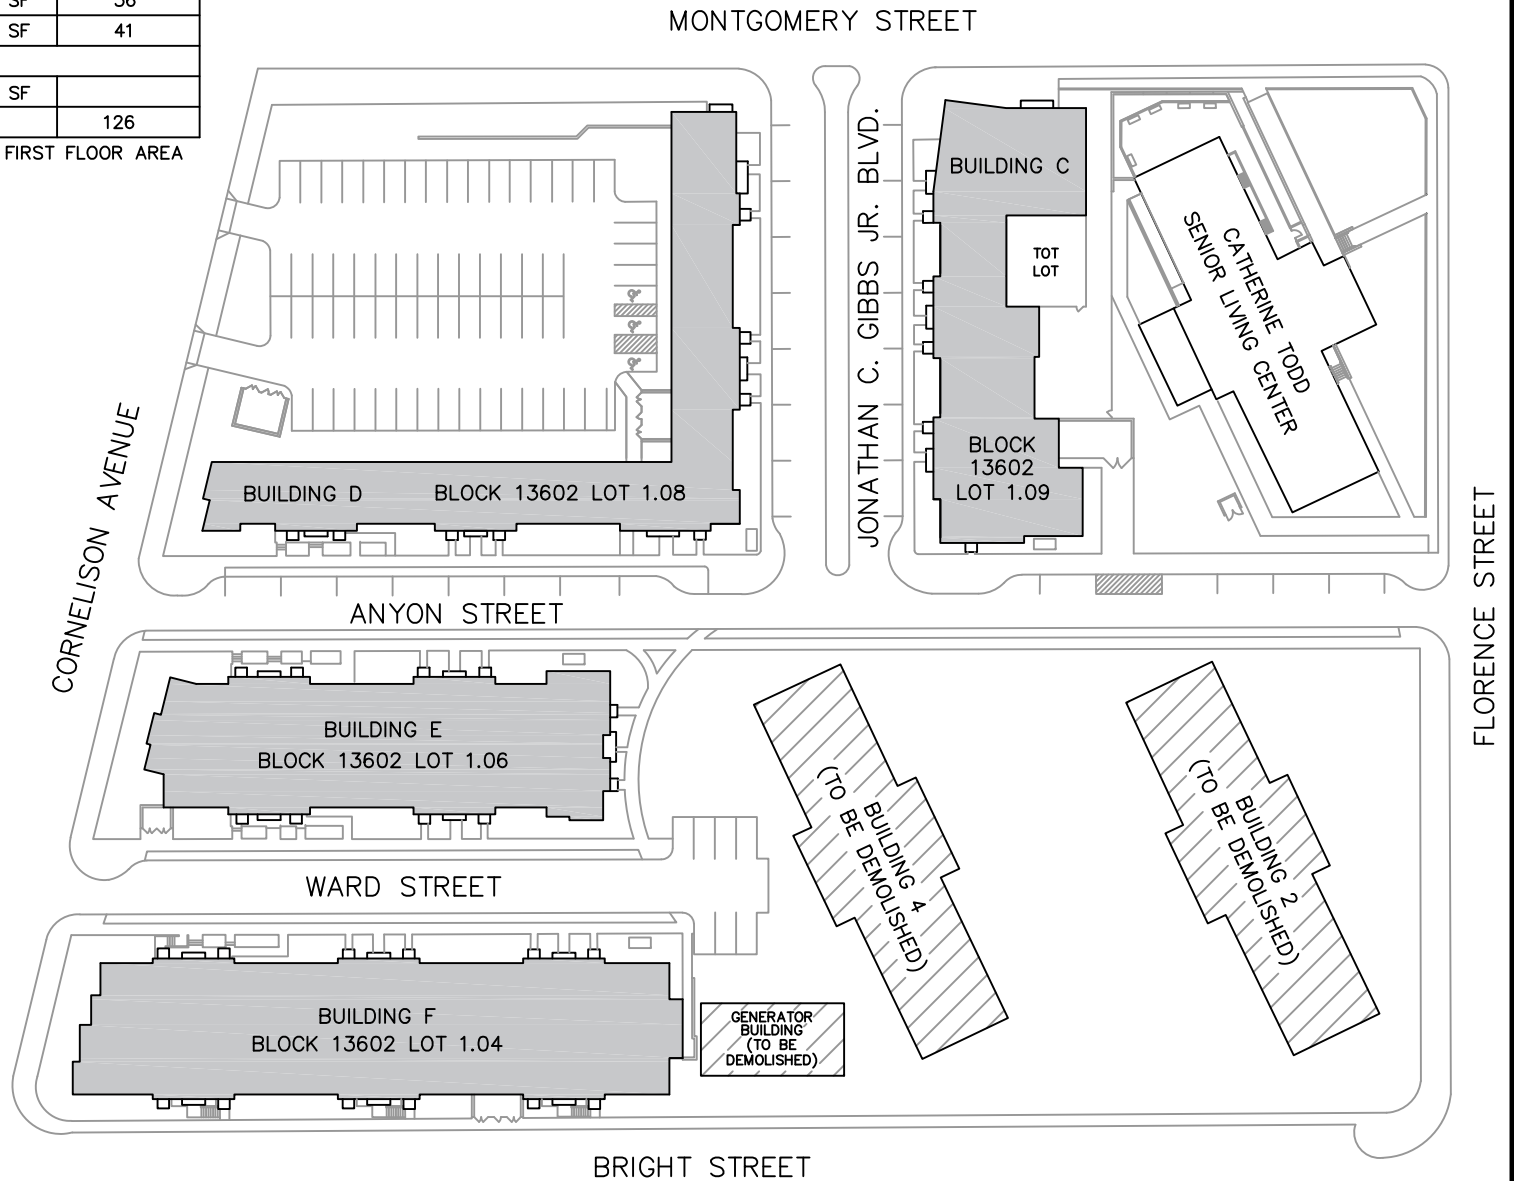 SF 36
SF 41
SF
126
FIRST FLOOR AREA
MONTGOMERY STREET
JONATHAN C. GIBBS JR. BLVD.
BUILDING C
TOT
LOT
BLOCK
13602
LOT 1.09
CATHERINE TODD
SENIOR LIVING CENTER
BUILDING D BLOCK 13602 LOT 1.08
CORNELISON AVENUE
FLORENCE STREET
ANYON STREET
BUILDING E
BLOCK 13602 LOT 1.06
BUILDING 4
(TO BE DEMOLISHED)
BUILDING 2
(TO BE DEMOLISHED)
WARD STREET
BUILDING F
BLOCK 13602 LOT 1.04
GENERATOR
BUILDING
(TO BE
DEMOLISHED)
BRIGHT STREET